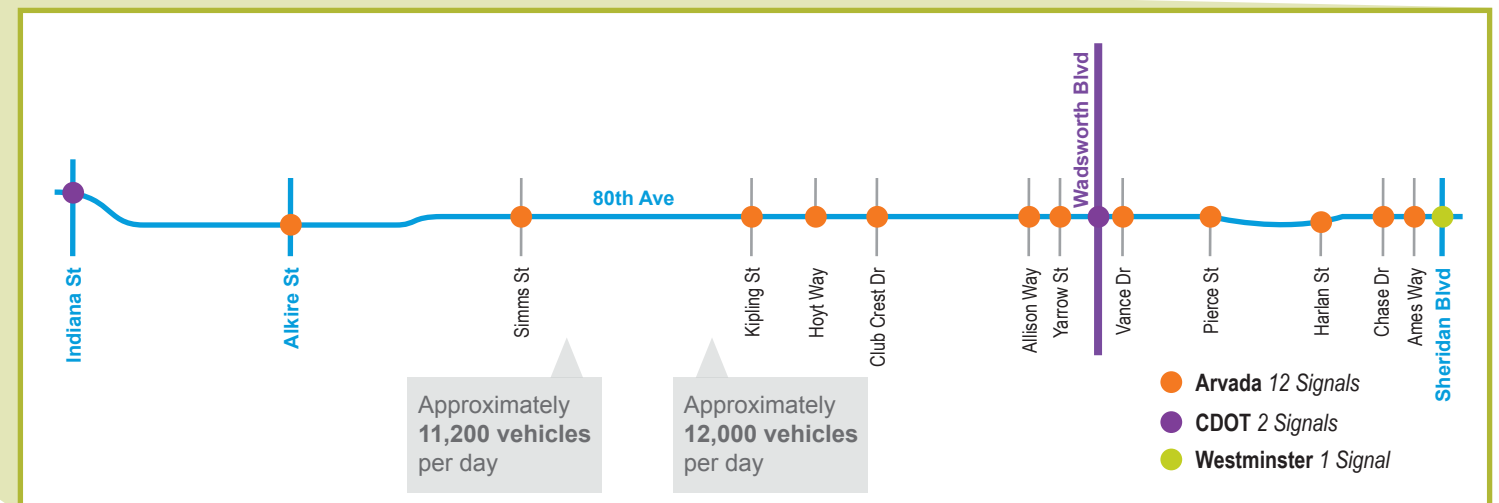 Wadsworth Blvd
80th Ave
Indiana St
Alkire St
Simms St
Kipling St
Hoyt Way
Club Crest Dr
Allison Way
Yarrow St
Vance Dr
Pierce St
Harlan St
Chase Dr
Ames Way
Sheridan Blvd
Approximately
11,200 vehicles
per day
Approximately
12,000 vehicles
per day
Arvada 12 Signals
CDOT 2 Signals
Westminster 1 Signal